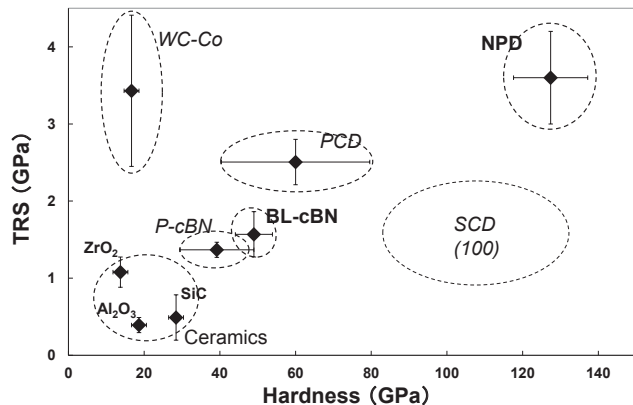 TRS (GPa)
4
3
2
1
0
WC-Co
NPD
PCD
BL-cBN
P-cBN
SCD
(100)
ZrO₂
Al₂O₃
SiC
Ceramics
0 20 40 60 80 100 120 140
Hardness (GPa)